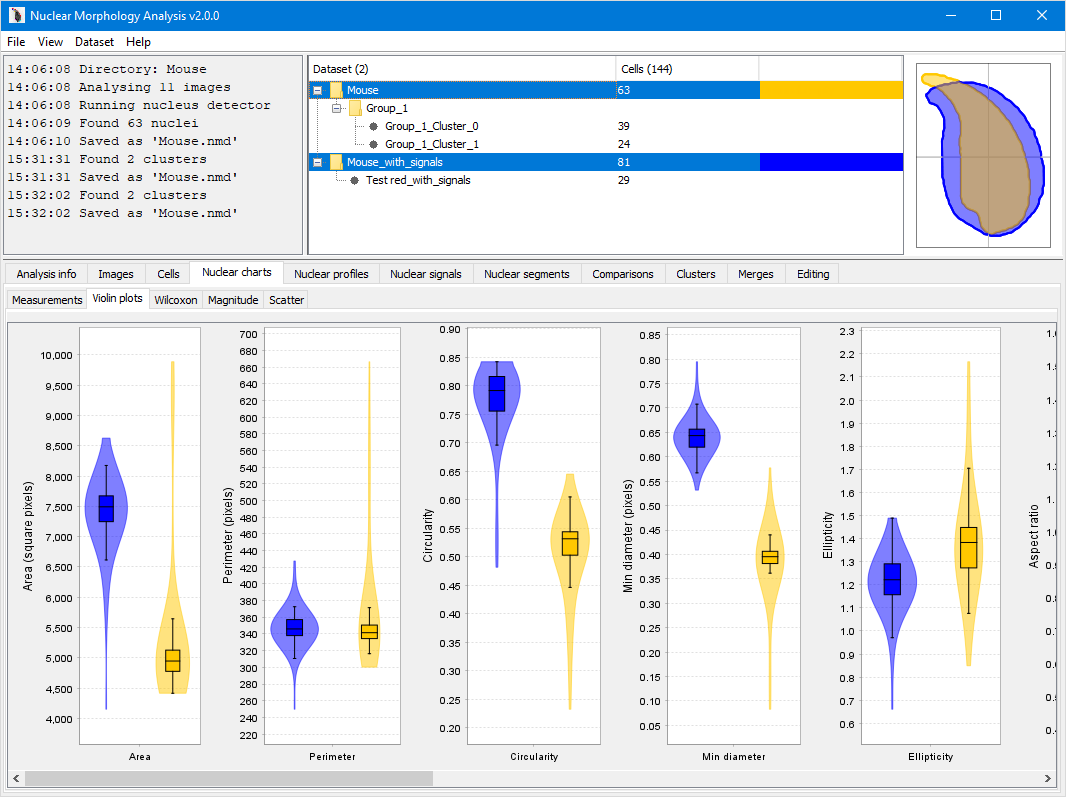 Nuclear Morphology Analysis v2.0.0
File View Dataset Help
14:06:08 Directory: Mouse
14:06:08 Analysing 11 images
14:06:08 Running nucleus detector
14:06:09 Found 63 nuclei
14:06:10 Saved as 'Mouse.nmd'
15:31:31 Found 2 clusters
15:31:31 Saved as 'Mouse.nmd'
15:32:02 Found 2 clusters
15:32:02 Saved as 'Mouse.nmd'
Dataset (2) Cells (144)
Mouse 63
Group_1
Group_1_Cluster_0 39
Group_1_Cluster_1 24
Mouse_with_signals 81
Test red_with_signals 29
Analysis info Images Cells Nuclear charts Nuclear profiles Nuclear signals Nuclear segments Comparisons Clusters Merges Editing
Measurements Violin plots Wilcoxon Magnitude Scatter
Area (square pixels)
10,000
9,500
9,000
8,500
8,000
7,500
7,000
6,500
6,000
5,500
5,000
4,500
4,000
Area
Perimeter (pixels)
700
680
660
640
620
600
580
560
540
520
500
480
460
440
420
400
380
360
340
320
300
280
260
240
220
Perimeter
Circularity
0.90
0.85
0.80
0.75
0.70
0.65
0.60
0.55
0.50
0.45
0.40
0.35
0.30
0.25
0.20
Circularity
Min diameter (pixels)
0.85
0.80
0.75
0.70
0.65
0.60
0.55
0.50
0.45
0.40
0.35
0.30
0.25
0.20
0.15
0.10
0.05
Min diameter
Ellipticity
2.3
2.2
2.1
2.0
1.9
1.8
1.7
1.6
1.5
1.4
1.3
1.2
1.1
1.0
0.9
0.8
0.7
0.6
Ellipticity
Aspect ratio